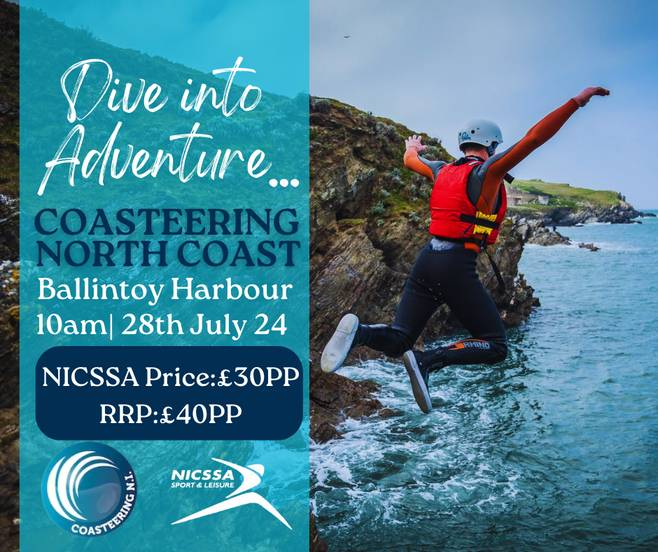 Dive into
Adventure...
COASTEERING
NORTH COAST
Ballintoy Harbour
10am| 28th July 24
NICSSA Price:£30PP
RRP:£40PP
COASTEERING N.I.
NICSSA
SPORT & LEISURE
RHINO